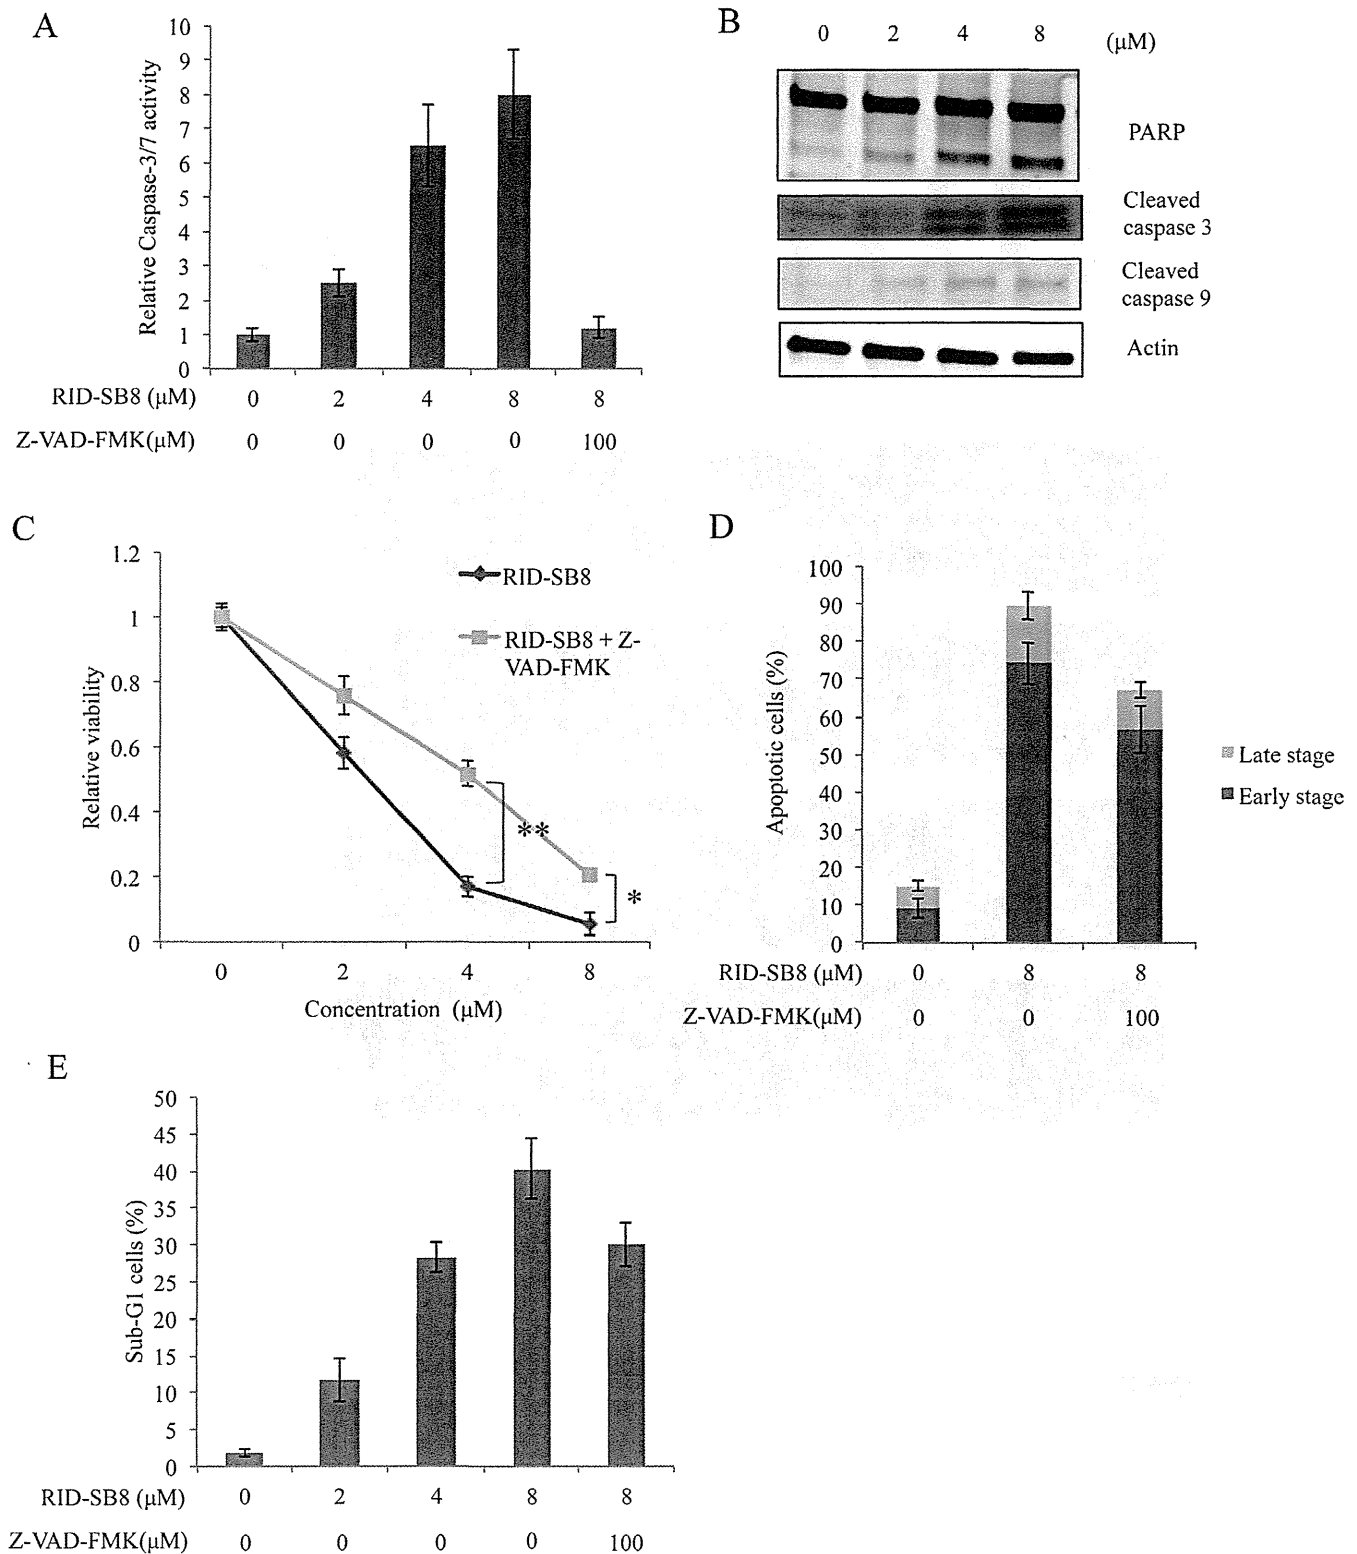 A
10
9
8
7
6
5
4
3
2
1
0
Relative Caspase-3/7 activity
RID-SB8 (μM) 0 2 4 8 8
Z-VAD-FMK(μM) 0 0 0 0 100
B
0 2 4 8 (μM)
PARP
Cleaved
caspase 3
Cleaved
caspase 9
Actin
C
1.2
1
0.8
0.6
0.4
0.2
0
Relative viability
RID-SB8
RID-SB8 + Z-
VAD-FMK
**
*
0 2 4 8
Concentration (μM)
D
100
90
80
70
60
50
40
30
20
10
0
Apoptotic cells (%)
Late stage
Early stage
RID-SB8 (μM) 0 8 8
Z-VAD-FMK(μM) 0 0 100
E
50
45
40
35
30
25
20
15
10
5
0
Sub-G1 cells (%)
RID-SB8 (μM) 0 2 4 8 8
Z-VAD-FMK(μM) 0 0 0 0 100